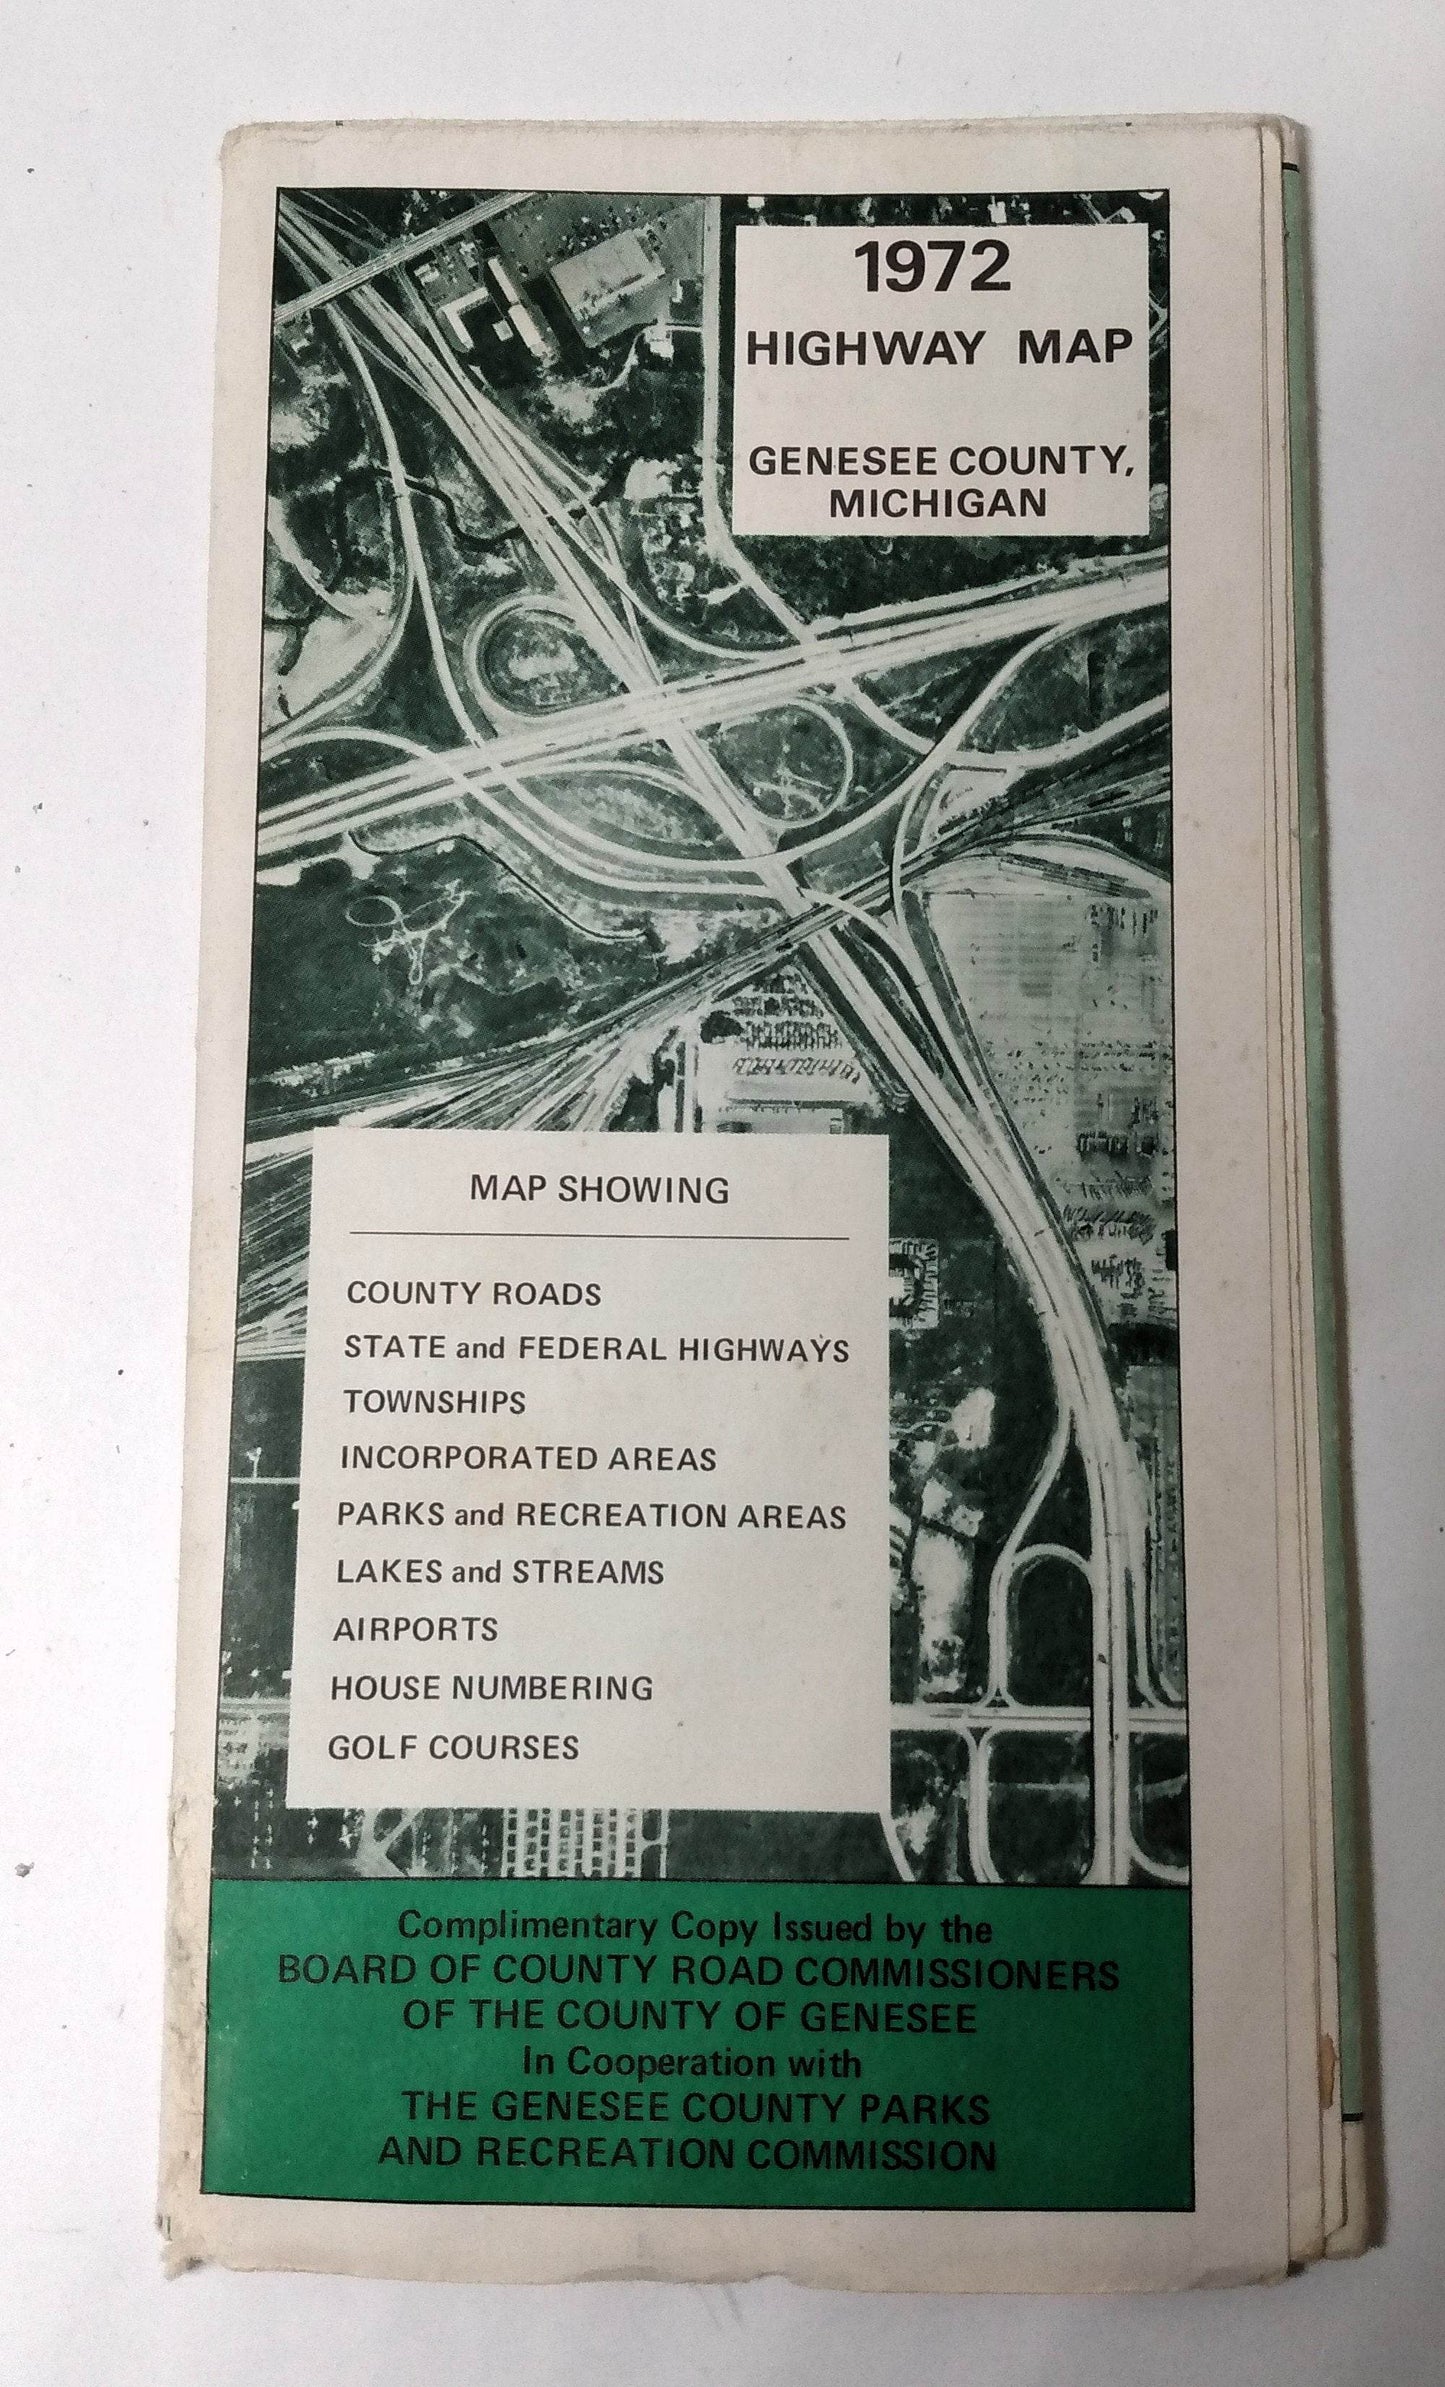 1972
HIGHWAY MAP
GENESEE COUNTY,
MICHIGAN
MAP SHOWING
COUNTY ROADS
STATE and FEDERAL HIGHWAYS
TOWNSHIPS
INCORPORATED AREAS
PARKS and RECREATION AREAS
LAKES and STREAMS
AIRPORTS
HOUSE NUMBERING
GOLF COURSES
Complimentary Copy Issued by the
BOARD OF COUNTY ROAD COMMISSIONERS
OF THE COUNTY OF GENESEE
In Cooperation with
THE GENESEE COUNTY PARKS
AND RECREATION COMMISSION